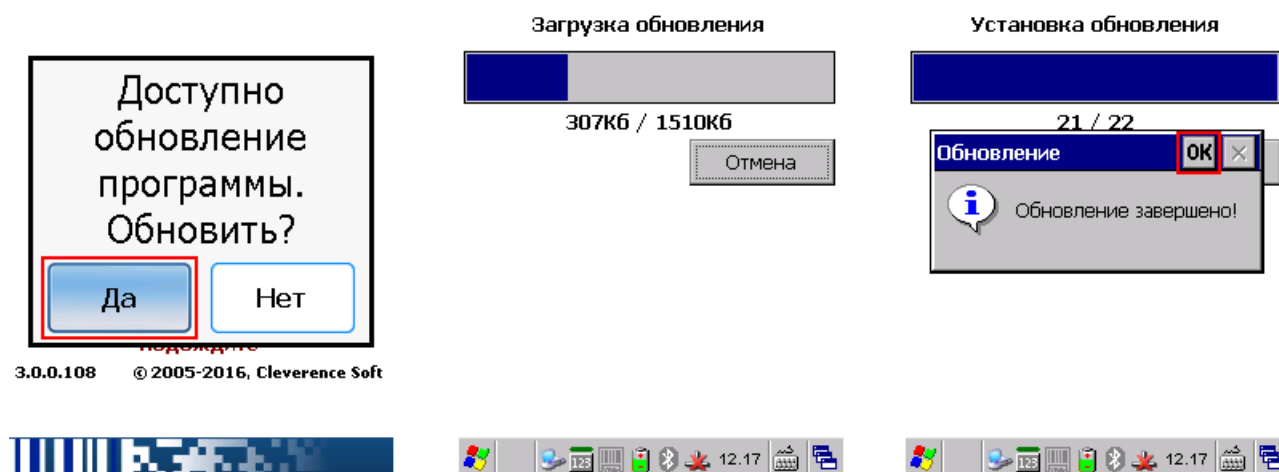 Доступно
обновление
программы.
Обновить?
Да
Нет
3.0.0.108
© 2005-2016, Cleverence Soft
Загрузка обновления
307Кб / 1510Кб
Отмена
12.17
Установка обновления
21 / 22
Обновление
OK
Обновление завершено!
12.17